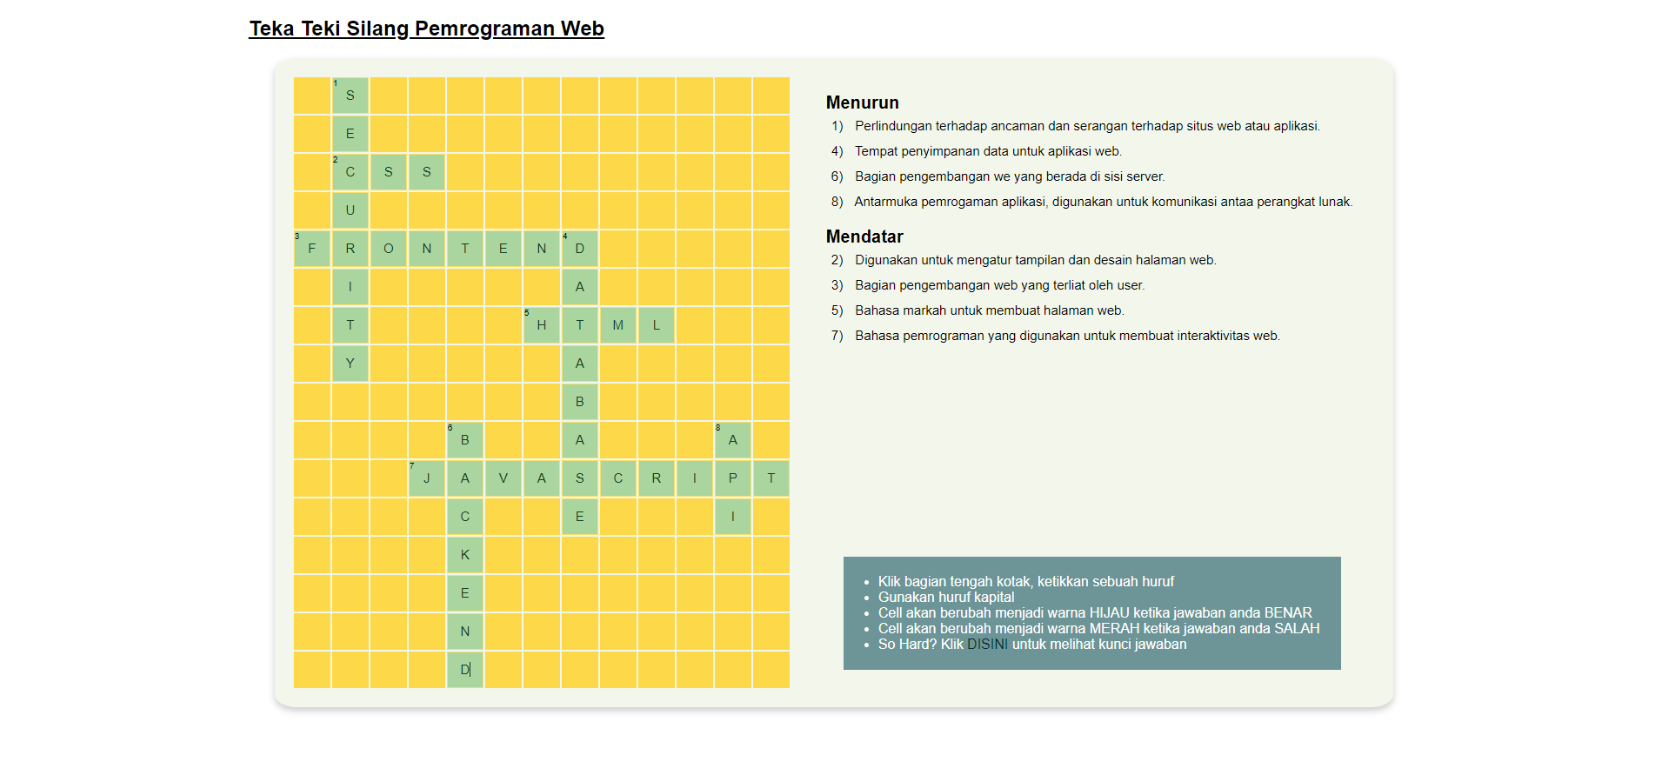 Teka Teki Silang Pemrograman Web
1 S
E
2 C S S
U
3 F R O N T E N 4 D
I A
T 5 H T M L
Y A
B
6 B A 8 A
7 J A V A S C R I P T
C E I
K
E
N
D
Menurun
1) Perlindungan terhadap ancaman dan serangan terhadap situs web atau aplikasi.
4) Tempat penyimpanan data untuk aplikasi web.
6) Bagian pengembangan we yang berada di sisi server.
8) Antarmuka pemrogaman aplikasi, digunakan untuk komunikasi antaa perangkat lunak.
Mendatar
2) Digunakan untuk mengatur tampilan dan desain halaman web.
3) Bagian pengembangan web yang terliat oleh user.
5) Bahasa markah untuk membuat halaman web.
7) Bahasa pemrograman yang digunakan untuk membuat interaktivitas web.
• Klik bagian tengah kotak, ketikkan sebuah huruf
• Gunakan huruf kapital
• Cell akan berubah menjadi warna HIJAU ketika jawaban anda BENAR
• Cell akan berubah menjadi warna MERAH ketika jawaban anda SALAH
• So Hard? Klik DISINI untuk melihat kunci jawaban